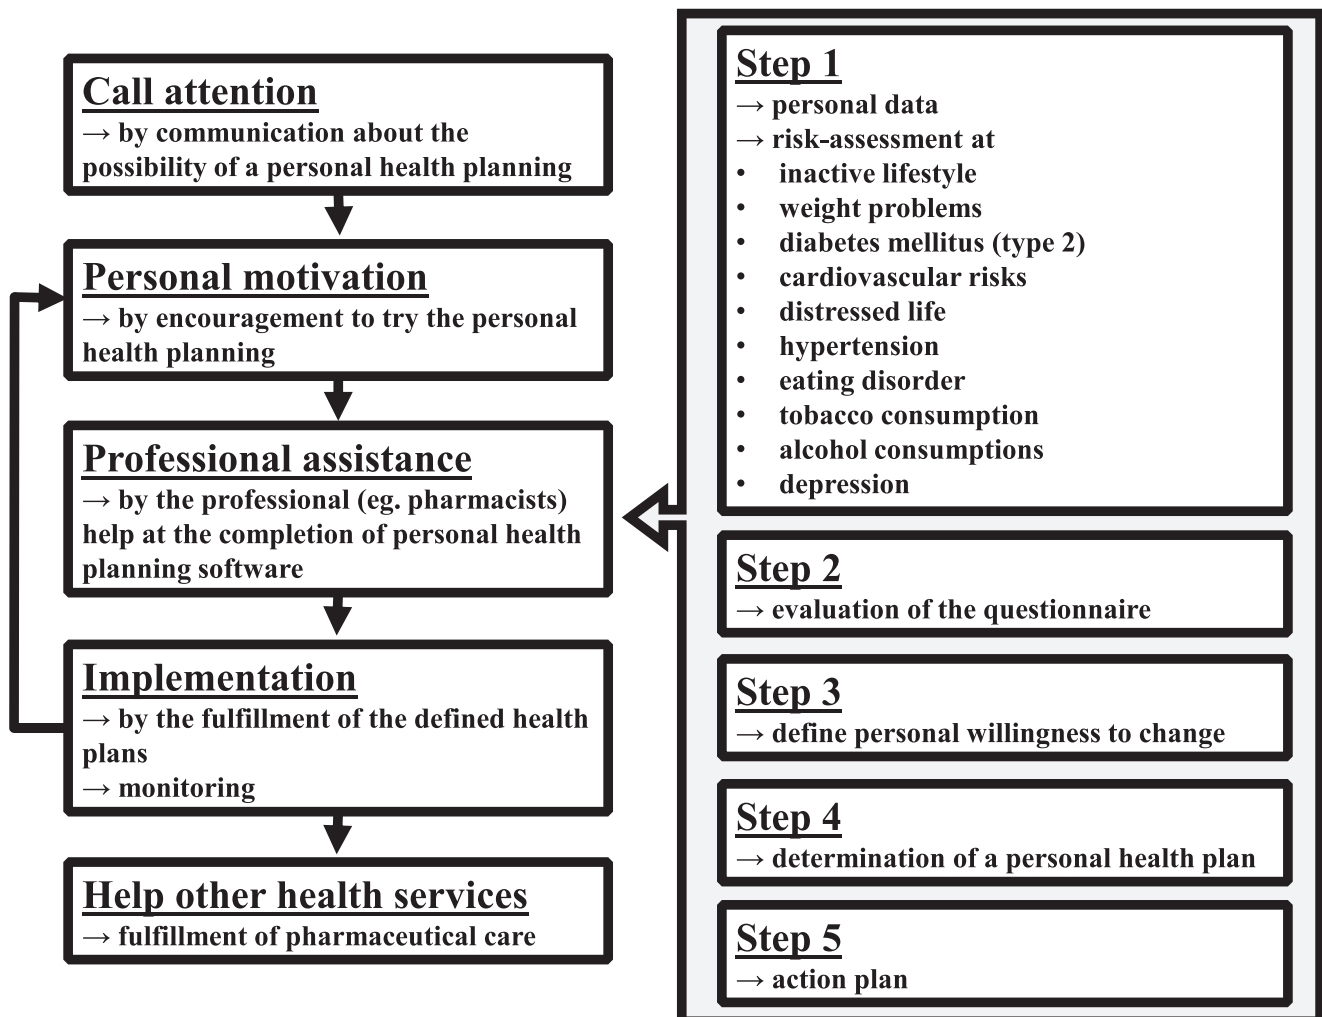 Call attention
→ by communication about the
possibility of a personal health planning
Personal motivation
→ by encouragement to try the personal
health planning
Professional assistance
→ by the professional (eg. pharmacists)
help at the completion of personal health
planning software
Implementation
→ by the fulfillment of the defined health
plans
→ monitoring
Help other health services
→ fulfillment of pharmaceutical care
Step 1
→ personal data
→ risk-assessment at
• inactive lifestyle
• weight problems
• diabetes mellitus (type 2)
• cardiovascular risks
• distressed life
• hypertension
• eating disorder
• tobacco consumption
• alcohol consumptions
• depression
Step 2
→ evaluation of the questionnaire
Step 3
→ define personal willingness to change
Step 4
→ determination of a personal health plan
Step 5
→ action plan